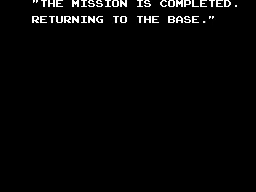 "THE MISSION IS COMPLETED.
RETURNING TO THE BASE."